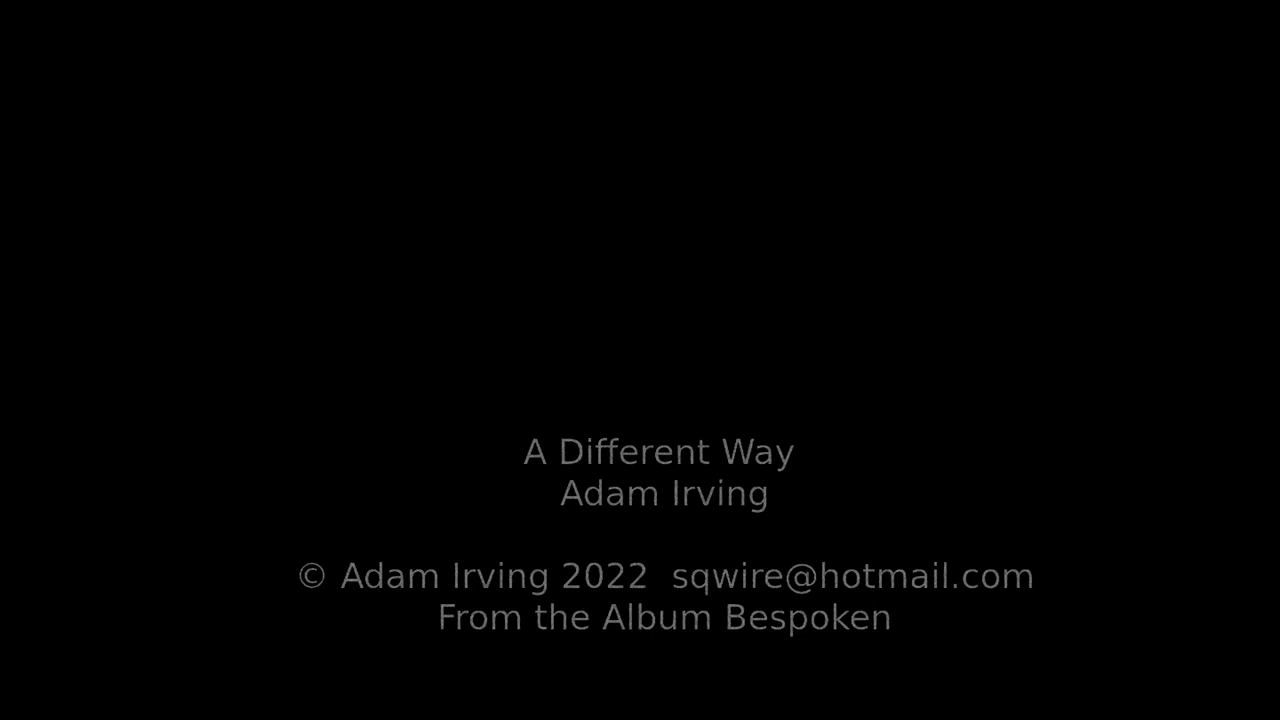 A Different Way
Adam Irving
© Adam Irving 2022  sqwire@hotmail.com
From the Album Bespoken